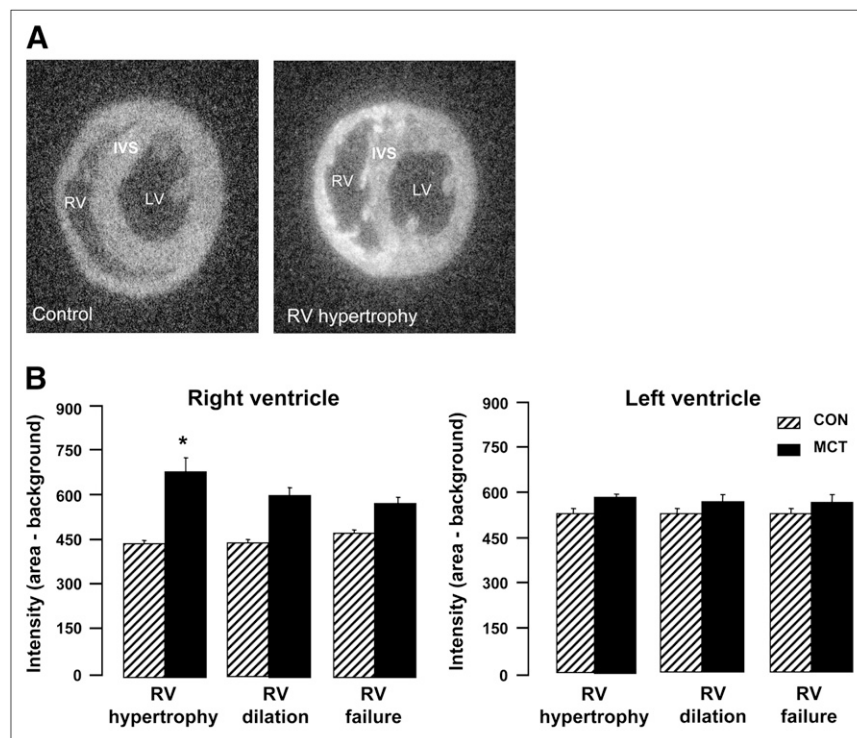 A
IVS
RV
LV
Control
IVS
RV
LV
RV hypertrophy
B
Right ventricle
Intensity (area - background)
900
750
600
450
300
150
0
*
RV hypertrophy
RV dilation
RV failure
Left ventricle
Intensity (area - background)
900
750
600
450
300
150
0
CON
MCT
RV hypertrophy
RV dilation
RV failure